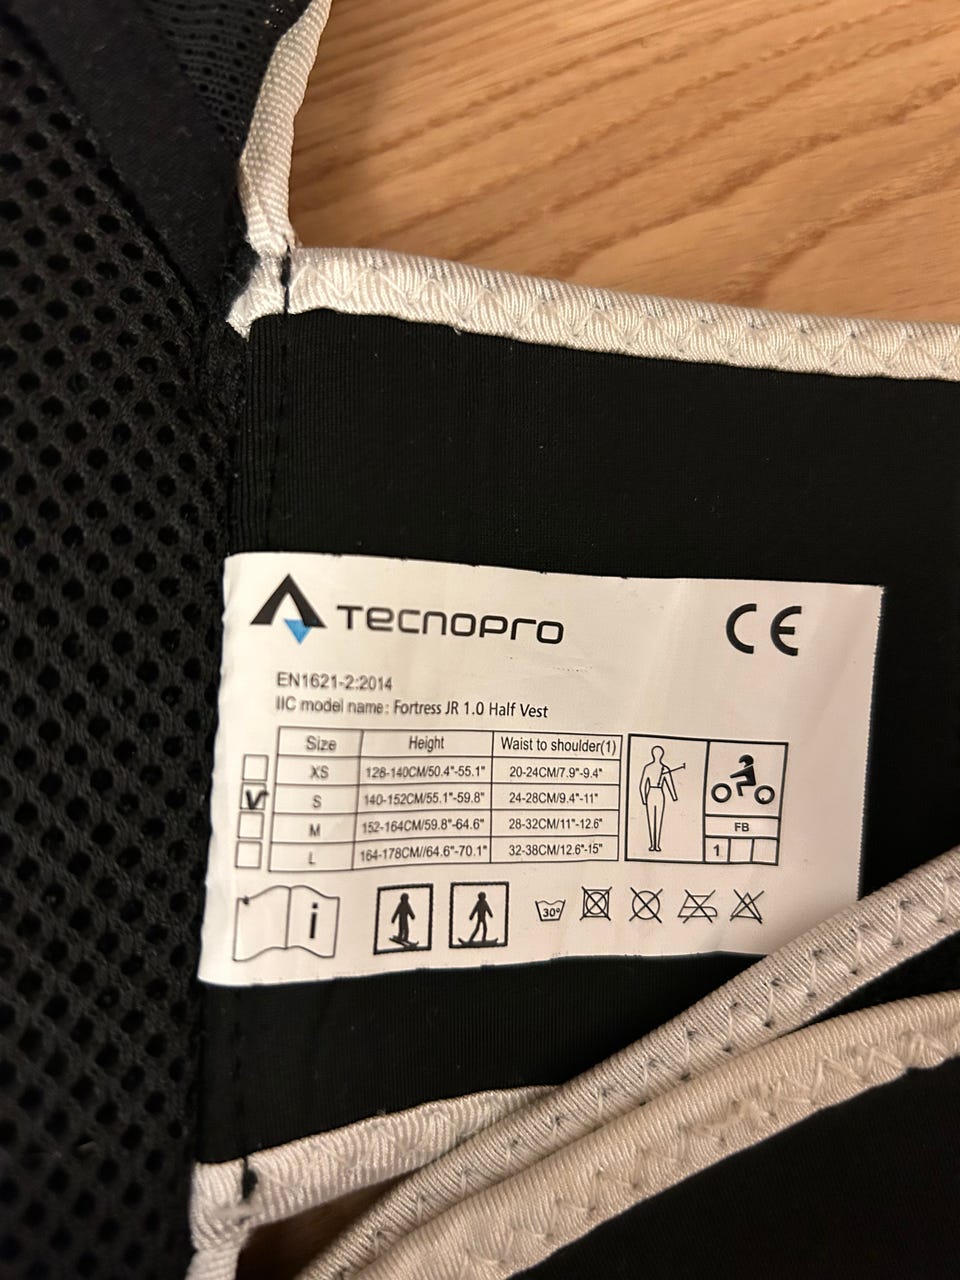 TECNOPRO
CE
EN1621-2:2014
IIC model name: Fortress JR 1.0 Half Vest
Size Height Waist to shoulder(1)
XS 128-140CM/50.4"-55.1" 20-24CM/7.9"-9.4"
S 140-152CM/55.1"-59.8" 24-28CM/9.4"-11"
M 152-164CM/59.8"-64.6" 28-32CM/11"-12.6"
L 164-178CM//64.6"-70.1" 32-38CM/12.6"-15"
FB
1
i
30°